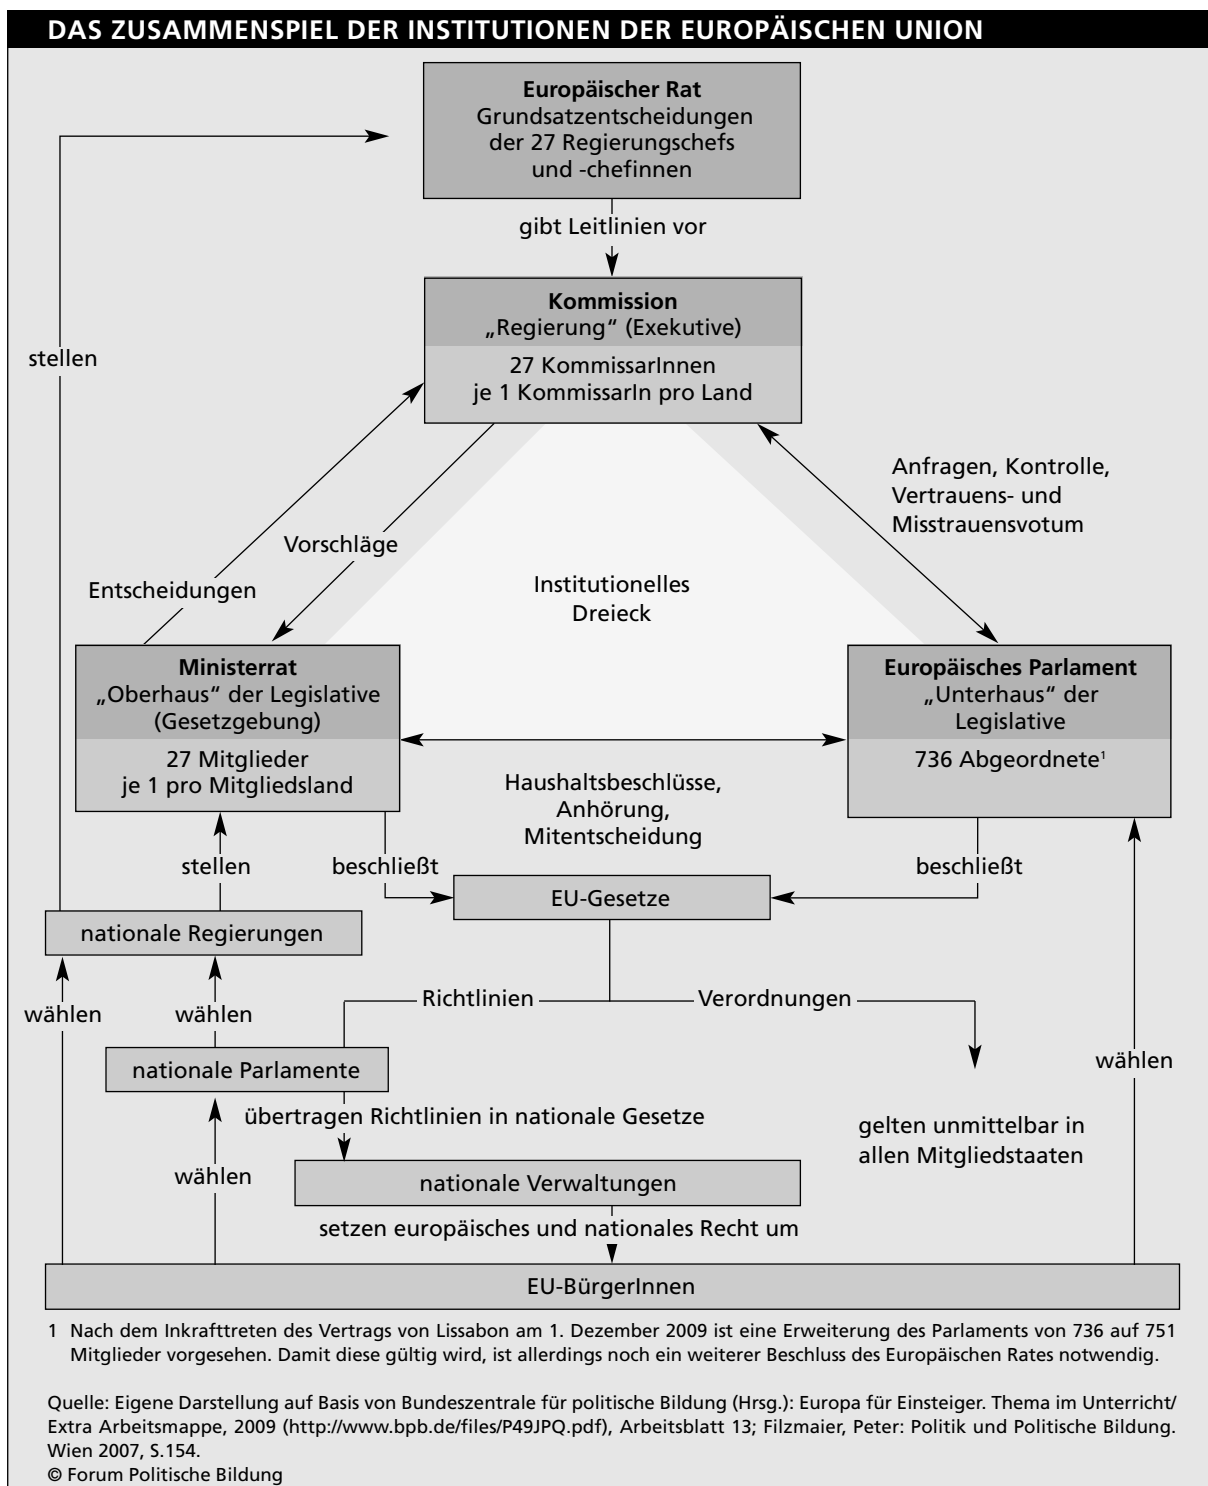 DAS ZUSAMMENSPIEL DER INSTITUTIONEN DER EUROPÄISCHEN UNION
Europäischer Rat
Grundsatzentscheidungen
der 27 Regierungschefs
und -chefinnen
gibt Leitlinien vor
Kommission
„Regierung“ (Exekutive)
27 KommissarInnen
je 1 KommissarIn pro Land
stellen
Anfragen, Kontrolle,
Vertrauens- und
Misstrauensvotum
Vorschläge
Entscheidungen
Institutionelles
Dreieck
Ministerrat
„Oberhaus“ der Legislative
(Gesetzgebung)
27 Mitglieder
je 1 pro Mitgliedsland
Europäisches Parlament
„Unterhaus“ der
Legislative
736 Abgeordnete¹
Haushaltsbeschlüsse,
Anhörung,
Mitentscheidung
stellen
beschließt
beschließt
EU-Gesetze
nationale Regierungen
Richtlinien
Verordnungen
wählen
wählen
nationale Parlamente
wählen
übertragen Richtlinien in nationale Gesetze
gelten unmittelbar in
allen Mitgliedstaaten
wählen
nationale Verwaltungen
setzen europäisches und nationales Recht um
EU-BürgerInnen
1 Nach dem Inkrafttreten des Vertrags von Lissabon am 1. Dezember 2009 ist eine Erweiterung des Parlaments von 736 auf 751
Mitglieder vorgesehen. Damit diese gültig wird, ist allerdings noch ein weiterer Beschluss des Europäischen Rates notwendig.
Quelle: Eigene Darstellung auf Basis von Bundeszentrale für politische Bildung (Hrsg.): Europa für Einsteiger. Thema im Unterricht/
Extra Arbeitsmappe, 2009 (http://www.bpb.de/files/P49JPQ.pdf), Arbeitsblatt 13; Filzmaier, Peter: Politik und Politische Bildung.
Wien 2007, S.154.
© Forum Politische Bildung